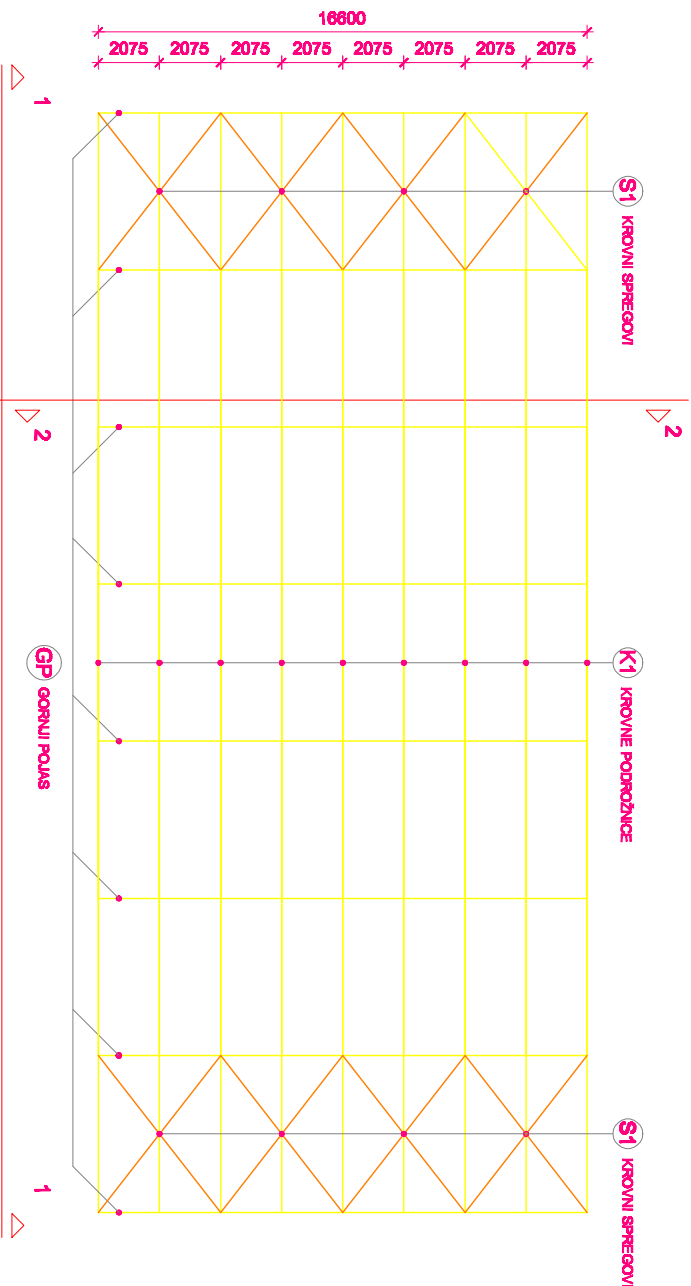 16600
2075 2075 2075 2075 2075 2075 2075 2075
1
S1 KROVNI SPREGOVI
2
2
GP GORNJI POJAS
K1 KROVNE PODROŽNICE
1
S1 KROVNI SPREGOVI